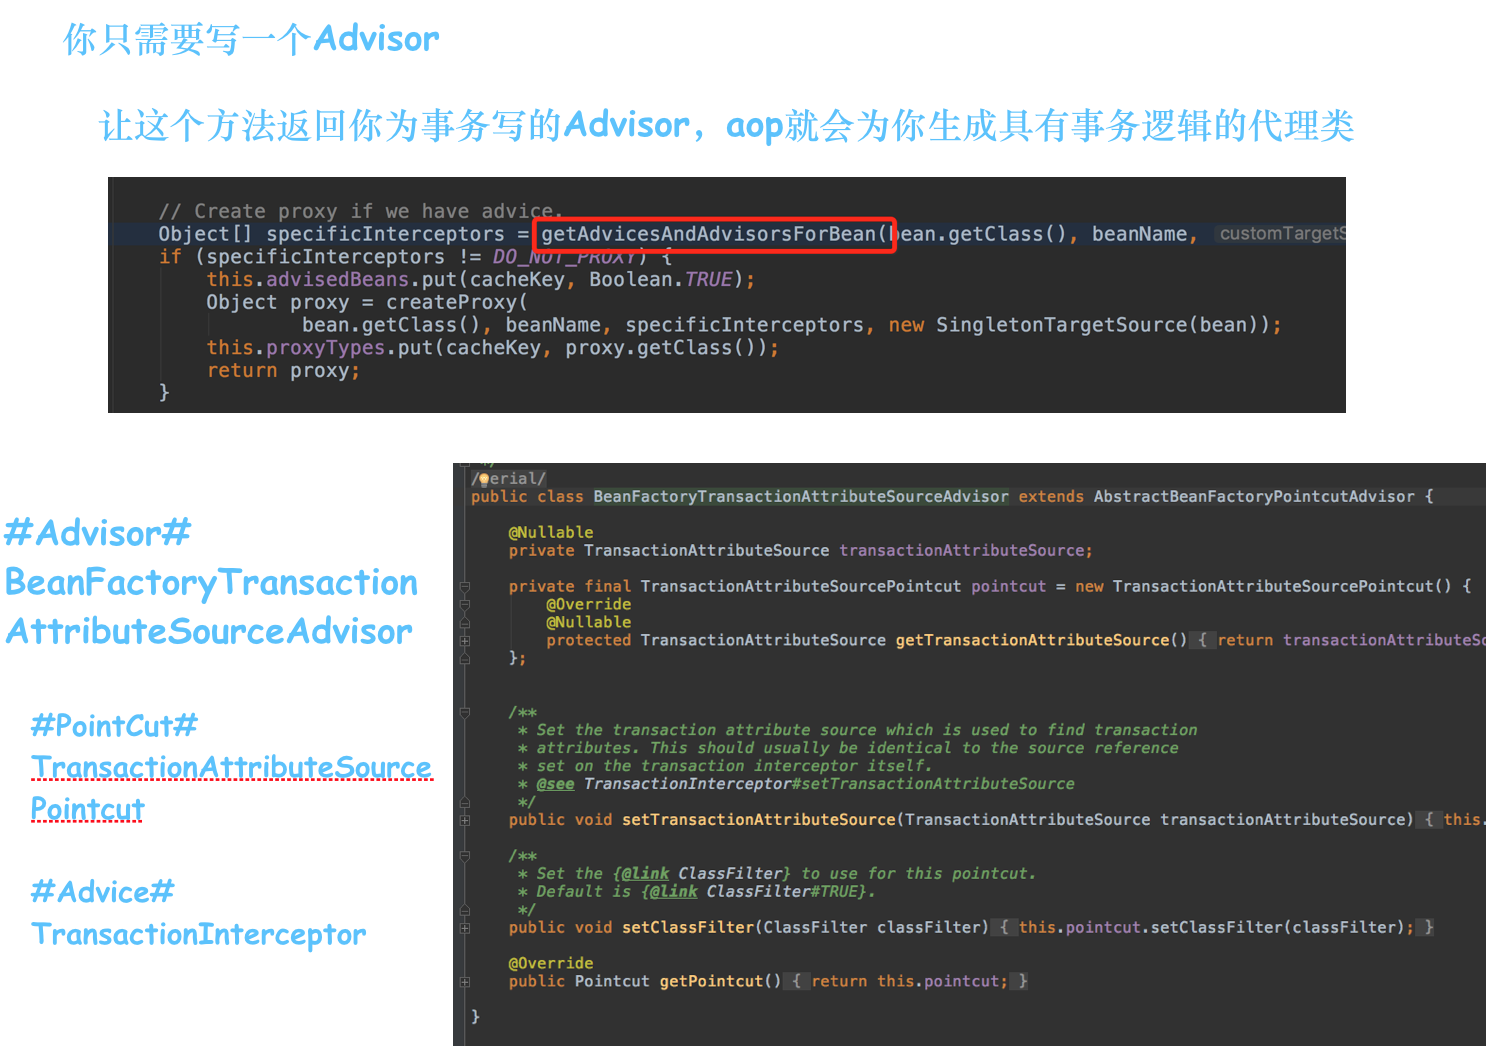 你只需要写一个Advisor
让这个方法返回你为事务写的Advisor，aop就会为你生成具有事务逻辑的代理类
// Create proxy if we have advice.
Object[] specificInterceptors = getAdvicesAndAdvisorsForBean(bean.getClass(), beanName, customTargetS
if (specificInterceptors != DO_NOT_PROXY) {
this.advisedBeans.put(cacheKey, Boolean.TRUE);
Object proxy = createProxy(
bean.getClass(), beanName, specificInterceptors, new SingletonTargetSource(bean));
this.proxyTypes.put(cacheKey, proxy.getClass());
return proxy;
}
#Advisor#
BeanFactoryTransaction
AttributeSourceAdvisor
#PointCut#
TransactionAttributeSource
Pointcut
#Advice#
TransactionInterceptor
*/
/erial/
public class BeanFactoryTransactionAttributeSourceAdvisor extends AbstractBeanFactoryPointcutAdvisor {
@Nullable
private TransactionAttributeSource transactionAttributeSource;
private final TransactionAttributeSourcePointcut pointcut = new TransactionAttributeSourcePointcut() {
@Override
@Nullable
protected TransactionAttributeSource getTransactionAttributeSource() { return transactionAttributeSo
};
/**
* Set the transaction attribute source which is used to find transaction
* attributes. This should usually be identical to the source reference
* set on the transaction interceptor itself.
* @see TransactionInterceptor#setTransactionAttributeSource
*/
public void setTransactionAttributeSource(TransactionAttributeSource transactionAttributeSource) { this.
/**
* Set the {@link ClassFilter} to use for this pointcut.
* Default is {@link ClassFilter#TRUE}.
*/
public void setClassFilter(ClassFilter classFilter) { this.pointcut.setClassFilter(classFilter); }
@Override
public Pointcut getPointcut() { return this.pointcut; }
}